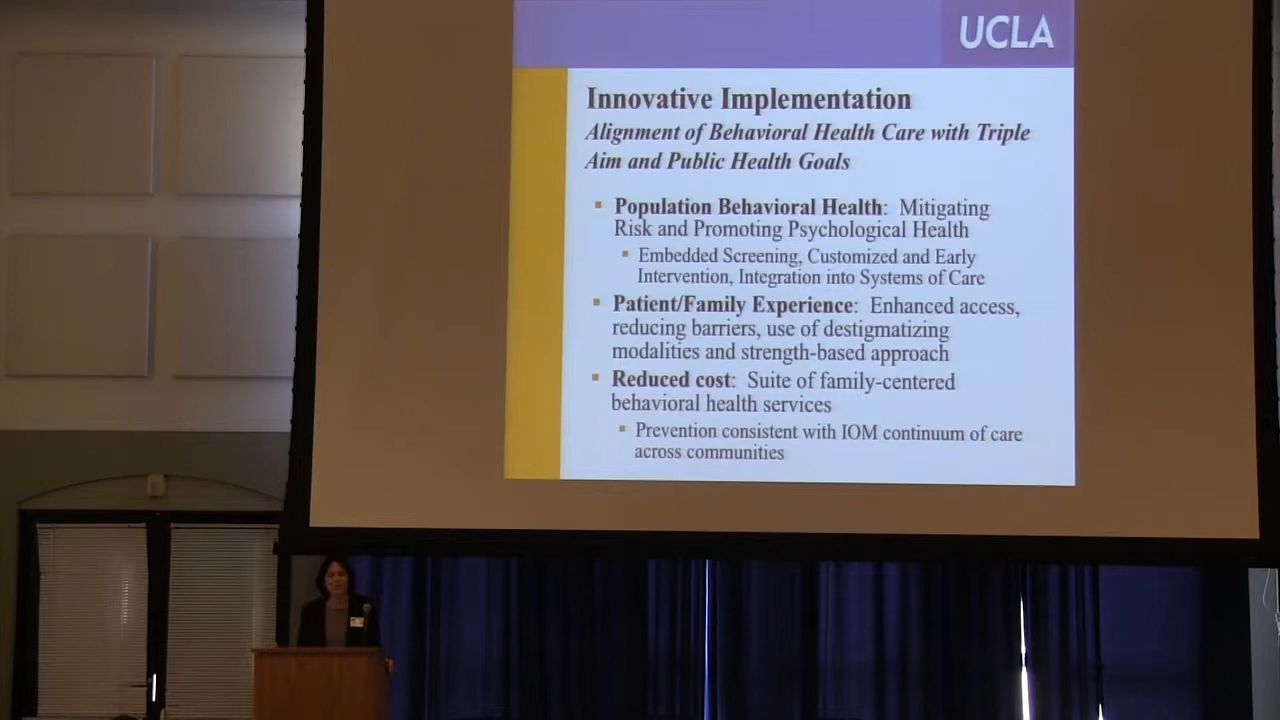 UCLA
Innovative Implementation
Alignment of Behavioral Health Care with Triple
Aim and Public Health Goals
Population Behavioral Health: Mitigating
Risk and Promoting Psychological Health
Embedded Screening, Customized and Early
Intervention, Integration into Systems of Care
Patient/Family Experience: Enhanced access,
reducing barriers, use of destigmatizing
modalities and strength-based approach
Reduced cost: Suite of family-centered
behavioral health services
Prevention consistent with IOM continuum of care
across communities